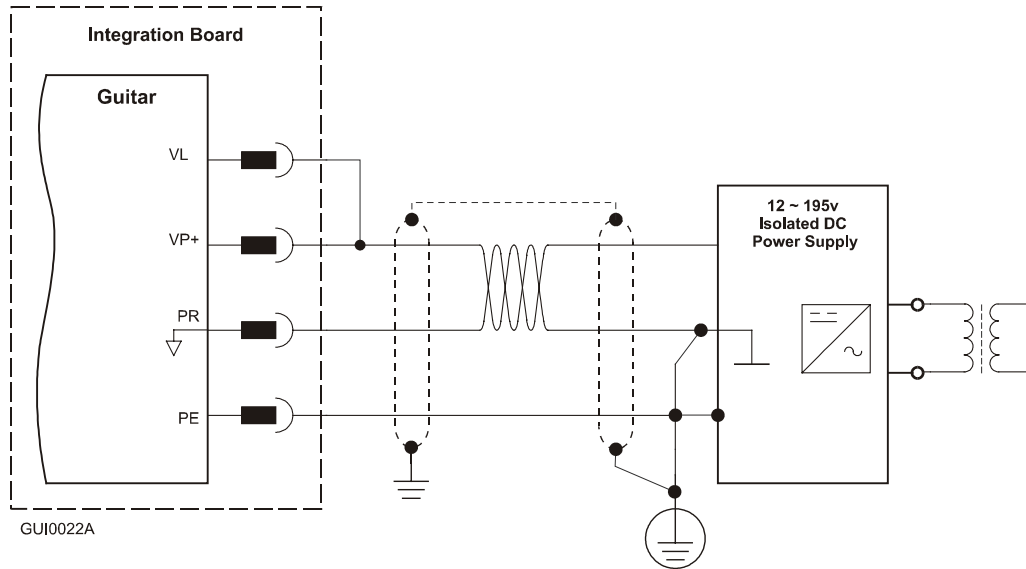 Integration Board
Guitar
VL
VP+
PR
PE
12 ~ 195v
Isolated DC
Power Supply
GUI0022A